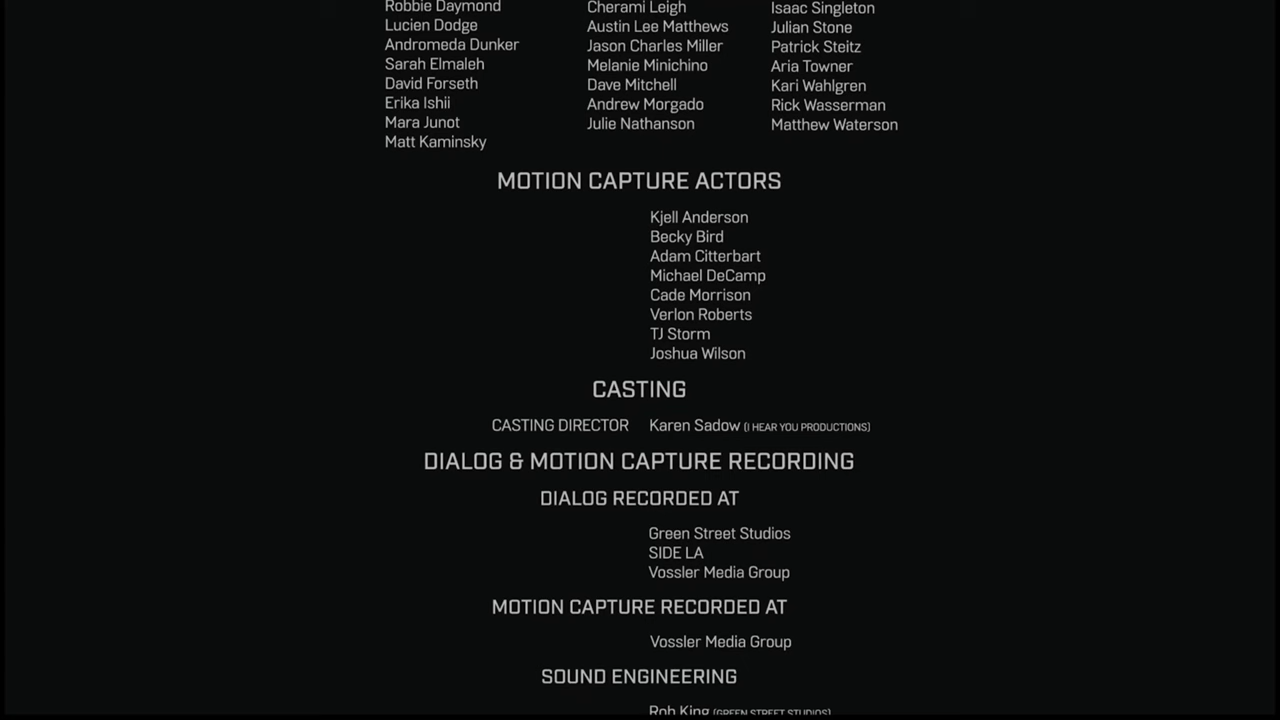 Robbie Daymond Cherami Leigh Isaac Singleton
Lucien Dodge Austin Lee Matthews Julian Stone
Andromeda Dunker Jason Charles Miller Patrick Steitz
Sarah Elmaleh Melanie Minichino Aria Towner
David Forseth Dave Mitchell Kari Wahlgren
Erika Ishii Andrew Morgado Rick Wasserman
Mara Junot Julie Nathanson Matthew Waterson
Matt Kaminsky
MOTION CAPTURE ACTORS
Kjell Anderson
Becky Bird
Adam Citterbart
Michael DeCamp
Cade Morrison
Verlon Roberts
TJ Storm
Joshua Wilson
CASTING
CASTING DIRECTOR Karen Sadow (I HEAR YOU PRODUCTIONS)
DIALOG & MOTION CAPTURE RECORDING
DIALOG RECORDED AT
Green Street Studios
SIDE LA
Vossler Media Group
MOTION CAPTURE RECORDED AT
Vossler Media Group
SOUND ENGINEERING
Rob King (GREEN STREET STUDIOS)